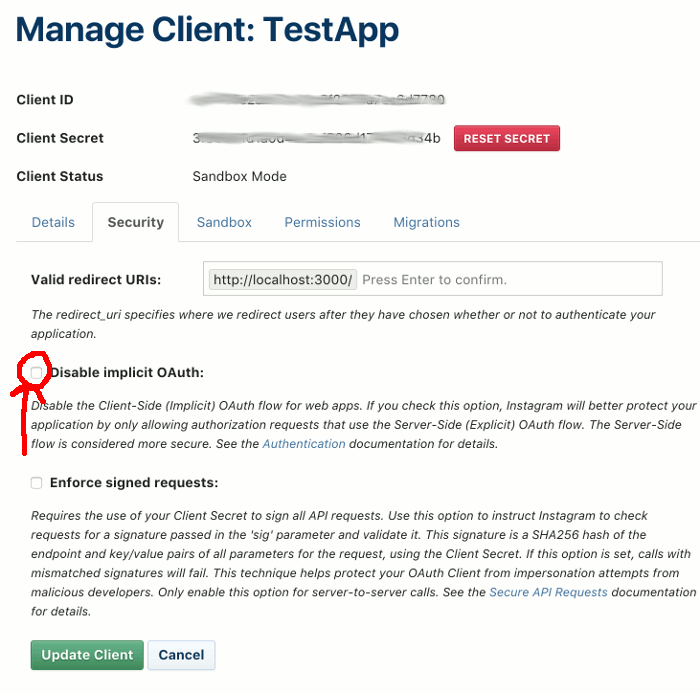 Manage Client: TestApp
Client ID
Client Secret RESET SECRET
Client Status Sandbox Mode
Details Security Sandbox Permissions Migrations
Valid redirect URIs: http://localhost:3000/ Press Enter to confirm.
The redirect_uri specifies where we redirect users after they have chosen whether or not to authenticate your
application.
Disable implicit OAuth:
Disable the Client-Side (Implicit) OAuth flow for web apps. If you check this option, Instagram will better protect your
application by only allowing authorization requests that use the Server-Side (Explicit) OAuth flow. The Server-Side
flow is considered more secure. See the Authentication documentation for details.
Enforce signed requests:
Requires the use of your Client Secret to sign all API requests. Use this option to instruct Instagram to check
requests for a signature passed in the 'sig' parameter and validate it. This signature is a SHA256 hash of the
endpoint and key/value pairs of all parameters for the request, using the Client Secret. If this option is set, calls with
mismatched signatures will fail. This technique helps protect your OAuth Client from impersonation attempts from
malicious developers. Only enable this option for server-to-server calls. See the Secure API Requests documentation
for details.
Update Client Cancel